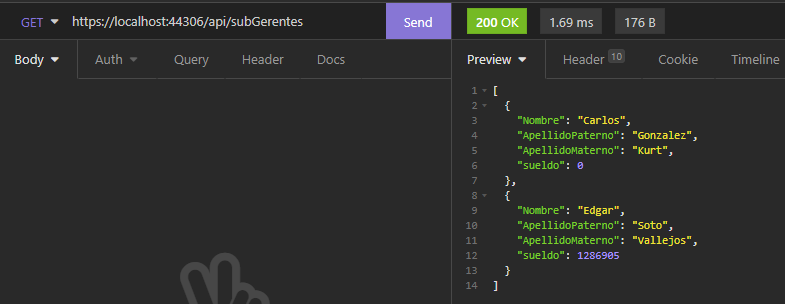 GET https://localhost:44306/api/subGerentes Send 200 OK 1.69 ms 176 B
Body Auth Query Header Docs Preview Header 10 Cookie Timeline
1 [
2 {
3 "Nombre": "Carlos",
4 "ApellidoPaterno": "Gonzalez",
5 "ApellidoMaterno": "Kurt",
6 "sueldo": 0
7 },
8 {
9 "Nombre": "Edgar",
10 "ApellidoPaterno": "Soto",
11 "ApellidoMaterno": "Vallejos",
12 "sueldo": 1286905
13 }
14 ]